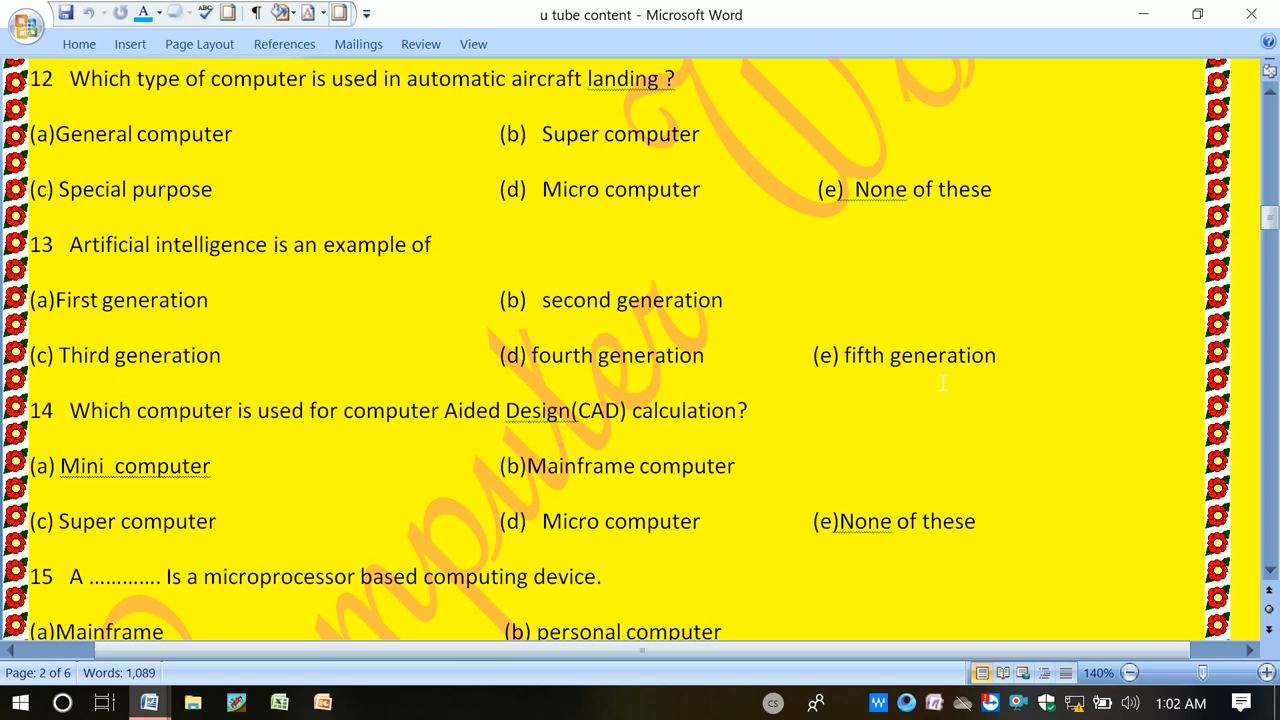 u tube content - Microsoft Word
Home Insert Page Layout References Mailings Review View
12 Which type of computer is used in automatic aircraft landing ?
(a)General computer (b) Super computer
(c) Special purpose (d) Micro computer (e) None of these
13 Artificial intelligence is an example of
(a)First generation (b) second generation
(c) Third generation (d) fourth generation (e) fifth generation
14 Which computer is used for computer Aided Design(CAD) calculation?
(a) Mini computer (b)Mainframe computer
(c) Super computer (d) Micro computer (e)None of these
15 A …………. Is a microprocessor based computing device.
(a)Mainframe (b) personal computer
Page: 2 of 6 Words: 1,089 140%
CS 1:02 AM